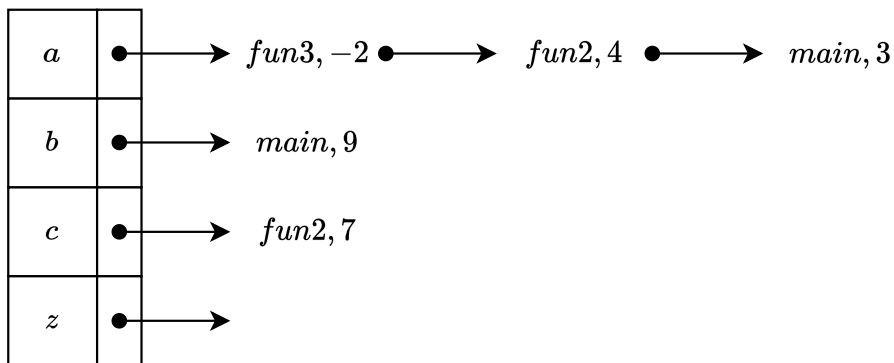 a fun3, −2 fun2, 4 main, 3
b main, 9
c fun2, 7
z